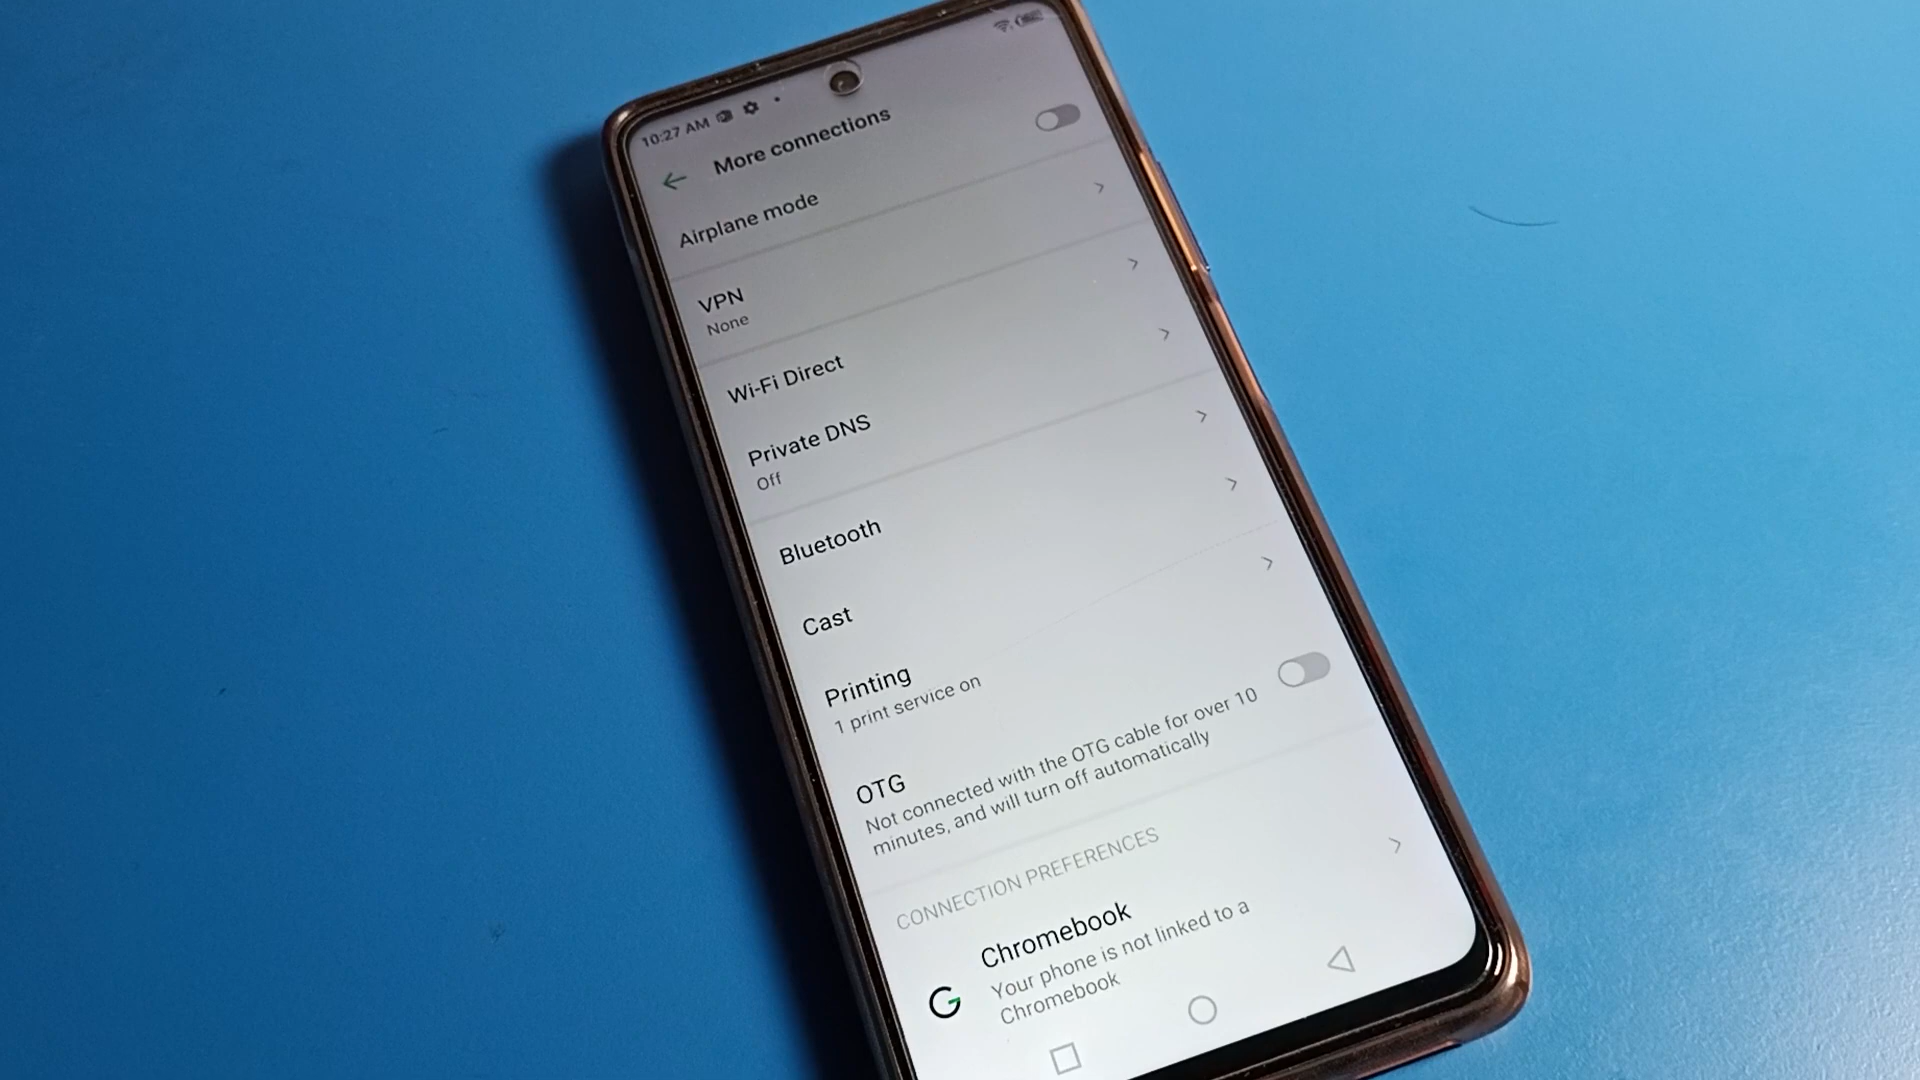 10:27 AM
More connections
Airplane mode
VPN
None
Wi-Fi Direct
Private DNS
Off
Bluetooth
Cast
Printing
1 print service on
OTG
Not connected with the OTG cable for over 10
minutes, and will turn off automatically
CONNECTION PREFERENCES
Chromebook
Your phone is not linked to a
Chromebook
G